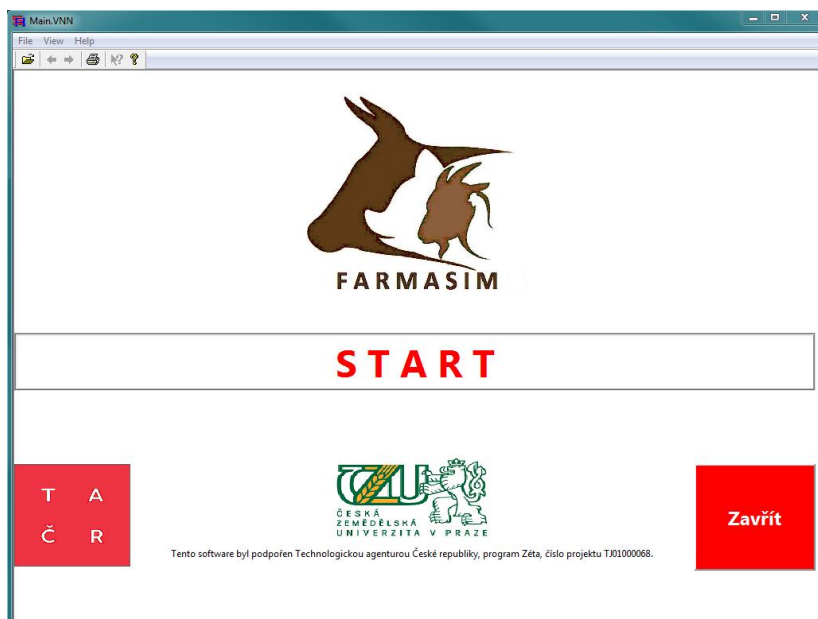 Main.VNN
File View Help
FARMASIM
START
T A
Č R
ČZU
ČESKÁ
ZEMĚDĚLSKÁ
UNIVERZITA V PRAZE
Zavřít
Tento software byl podpořen Technologickou agenturou České republiky, program Zéta, číslo projektu TJ01000068.